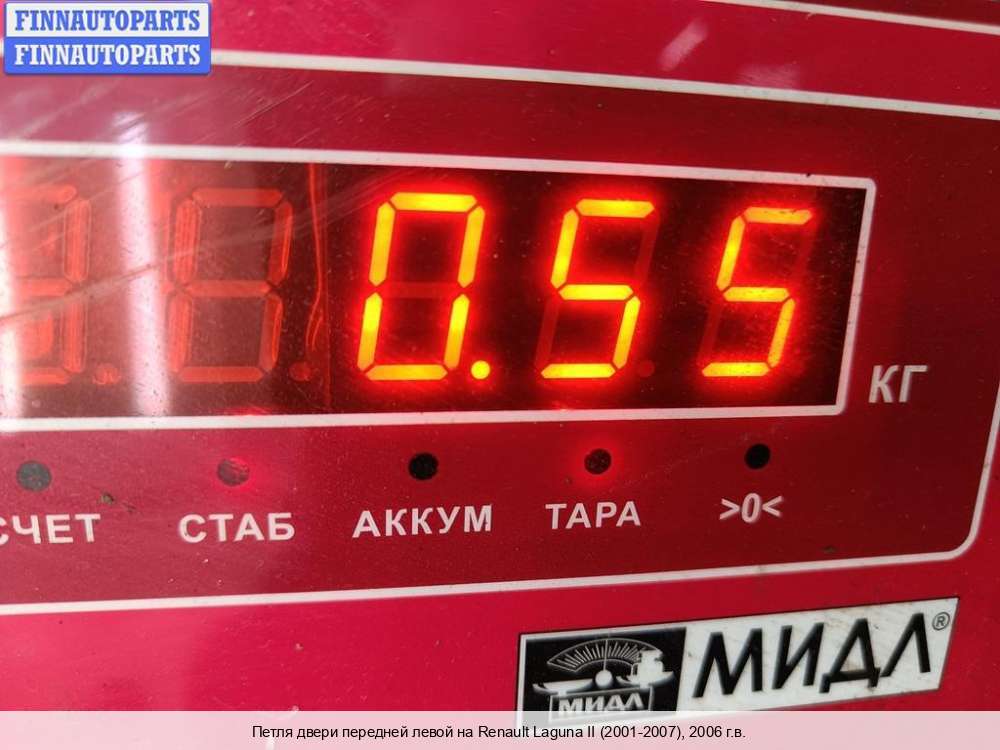 FINNAUTOPARTS
FINNAUTOPARTS
0.55
КГ
СЧЕТ СТАБ АККУМ ТАРА >0<
МИДЛ МИДЛ®
Петля двери передней левой на Renault Laguna II (2001-2007), 2006 г.в.